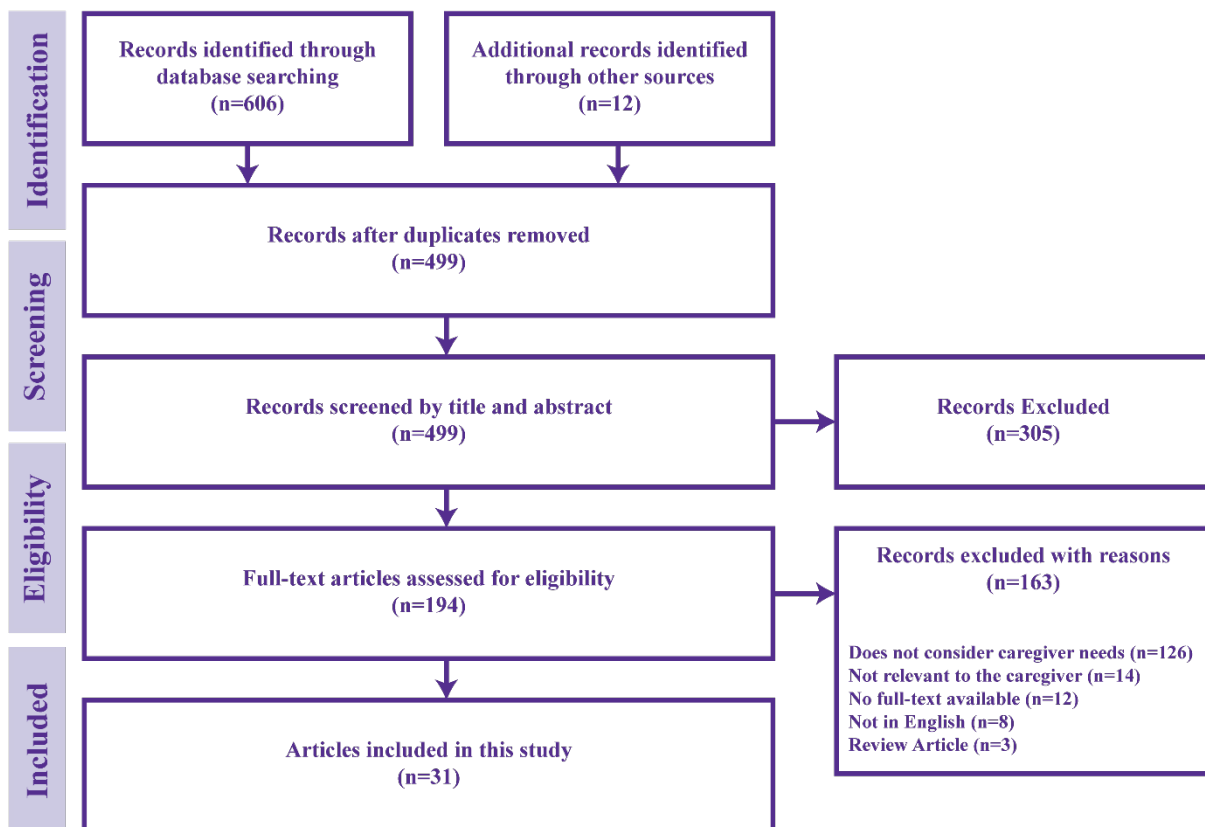 Identification
Records identified through
database searching
(n=606)
Additional records identified
through other sources
(n=12)
Records after duplicates removed
(n=499)
Screening
Records screened by title and abstract
(n=499)
Records Excluded
(n=305)
Eligibility
Full-text articles assessed for eligibility
(n=194)
Records excluded with reasons
(n=163)
Does not consider caregiver needs (n=126)
Not relevant to the caregiver (n=14)
No full-text available (n=12)
Not in English (n=8)
Review Article (n=3)
Included
Articles included in this study
(n=31)